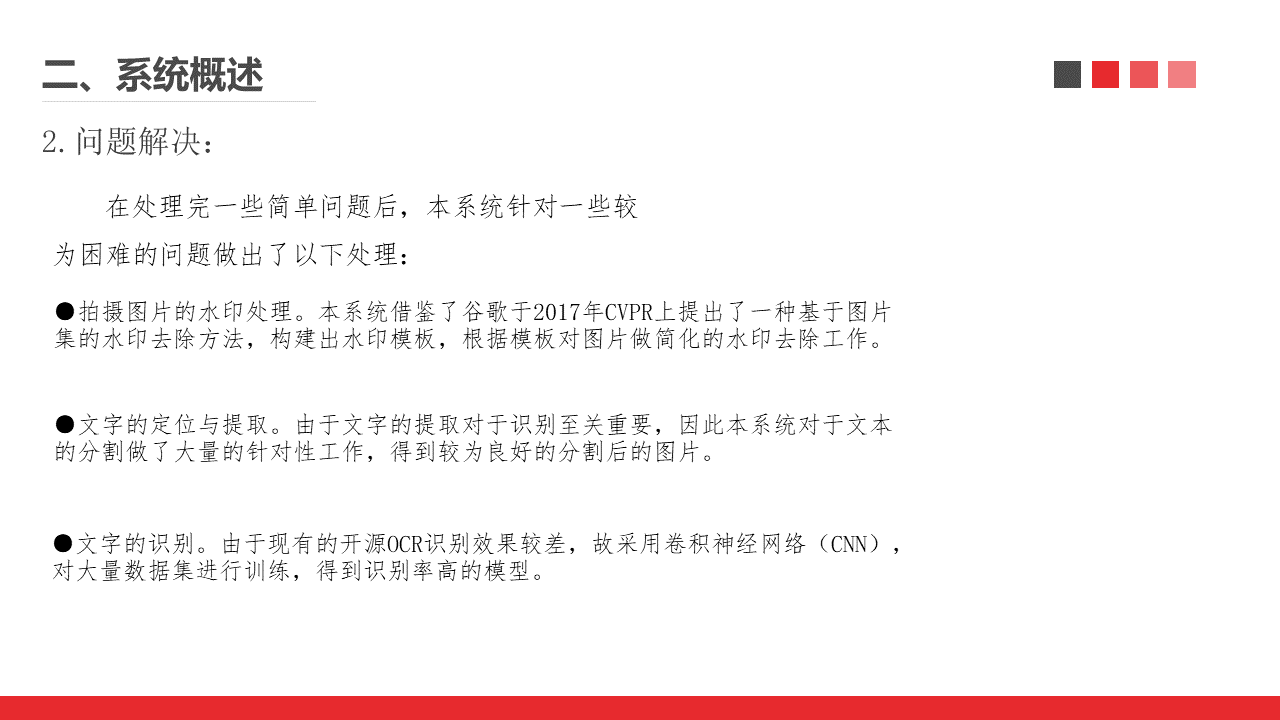 二、系统概述
2.问题解决：
在处理完一些简单问题后，本系统针对一些较
为困难的问题做出了以下处理：
●拍摄图片的水印处理。本系统借鉴了谷歌于2017年CVPR上提出了一种基于图片
集的水印去除方法，构建出水印模板，根据模板对图片做简化的水印去除工作。
●文字的定位与提取。由于文字的提取对于识别至关重要，因此本系统对于文本
的分割做了大量的针对性工作，得到较为良好的分割后的图片。
●文字的识别。由于现有的开源OCR识别效果较差，故采用卷积神经网络（CNN），
对大量数据集进行训练，得到识别率高的模型。